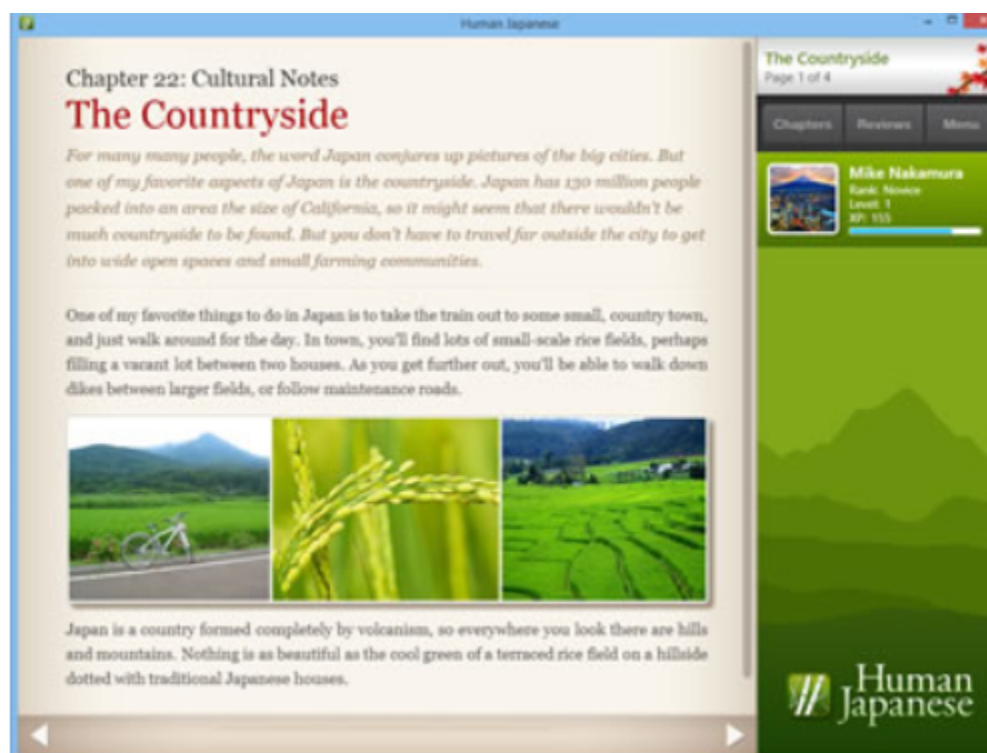 Human Japanese
Chapter 22: Cultural Notes
The Countryside
For many many people, the word Japan conjures up pictures of the big cities. But
one of my favorite aspects of Japan is the countryside. Japan has 130 million people
packed into an area the size of California, so it might seem that there wouldn't be
much countryside to be found. But you don't have to travel far outside the city to get
into wide open spaces and small farming communities.
One of my favorite things to do in Japan is to take the train out to some small, country town,
and just walk around for the day. In town, you'll find lots of small-scale rice fields, perhaps
filling a vacant lot between two houses. As you get further out, you'll be able to walk down
dikes between larger fields, or follow maintenance roads.
Japan is a country formed completely by volcanism, so everywhere you look there are hills
and mountains. Nothing is as beautiful as the cool green of a terraced rice field on a hillside
dotted with traditional Japanese houses.
The Countryside
Page 1 of 4
Chapters Reviews Menu
Mike Nakamura
Rank: Novice
Level: 1
XP: 155
Human
Japanese